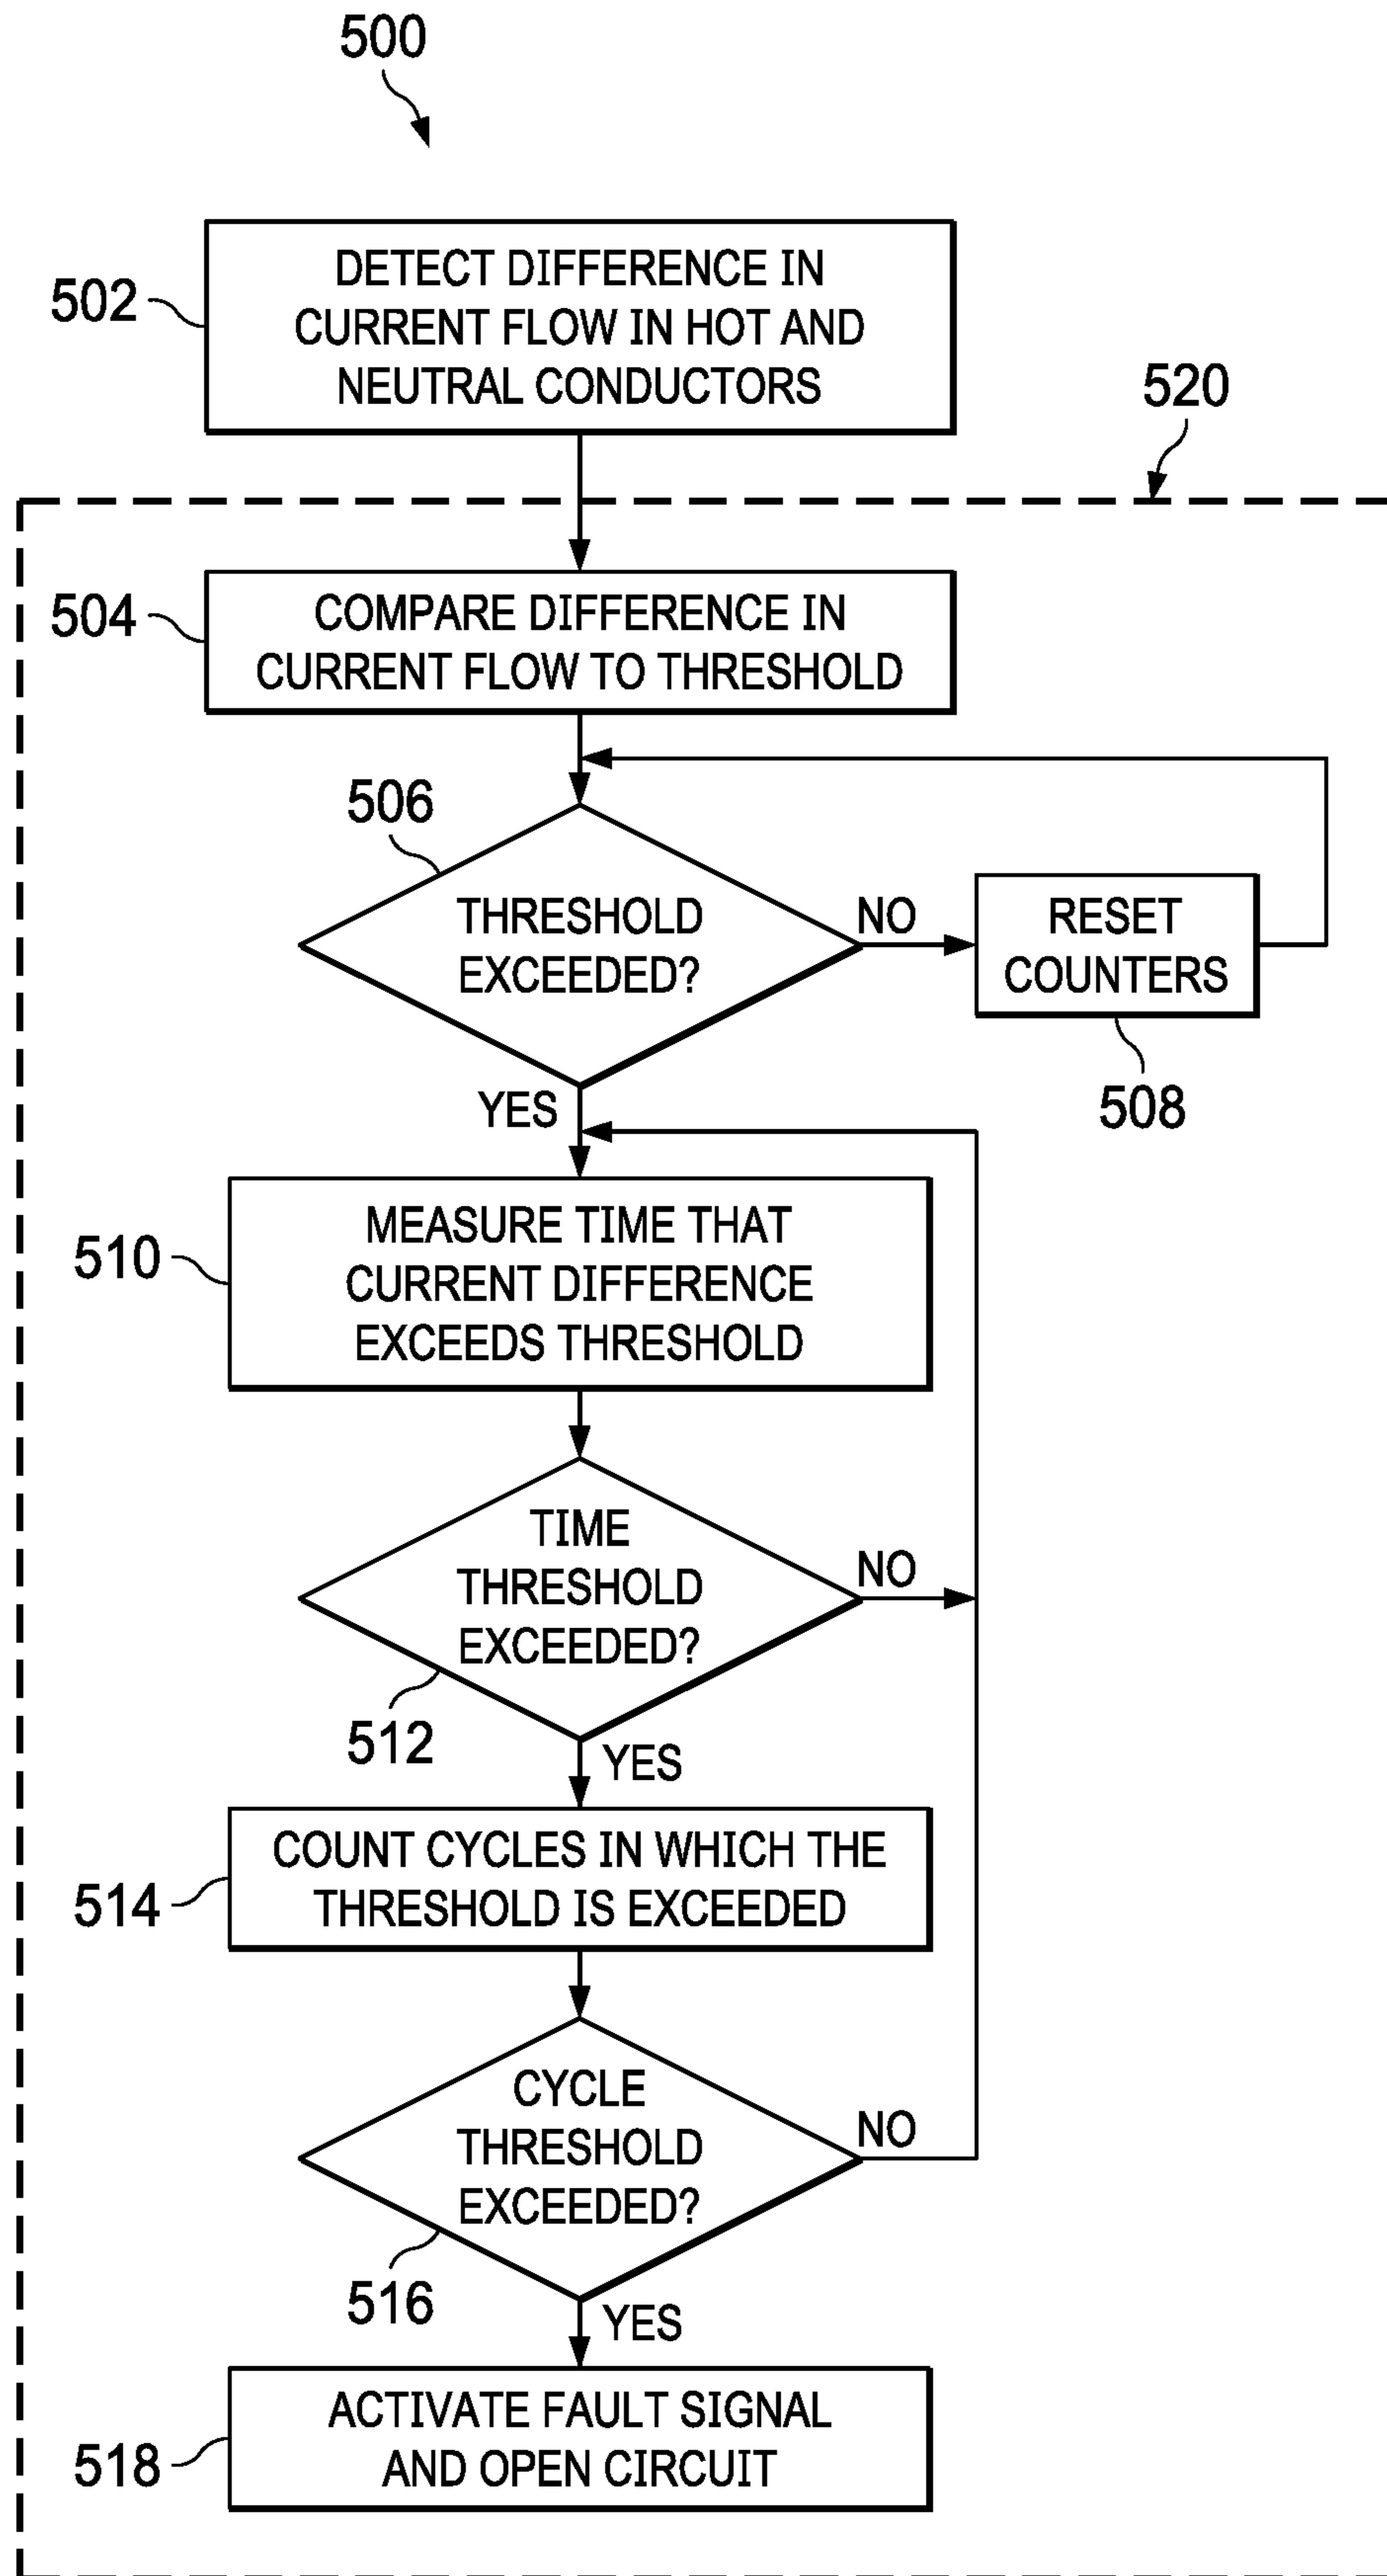 500
502
DETECT DIFFERENCE IN
CURRENT FLOW IN HOT AND
NEUTRAL CONDUCTORS
520
504
COMPARE DIFFERENCE IN
CURRENT FLOW TO THRESHOLD
506
THRESHOLD
EXCEEDED?
NO
RESET
COUNTERS
508
YES
510
MEASURE TIME THAT
CURRENT DIFFERENCE
EXCEEDS THRESHOLD
TIME
THRESHOLD
EXCEEDED?
NO
512
YES
514
COUNT CYCLES IN WHICH THE
THRESHOLD IS EXCEEDED
CYCLE
THRESHOLD
EXCEEDED?
NO
516
YES
518
ACTIVATE FAULT SIGNAL
AND OPEN CIRCUIT